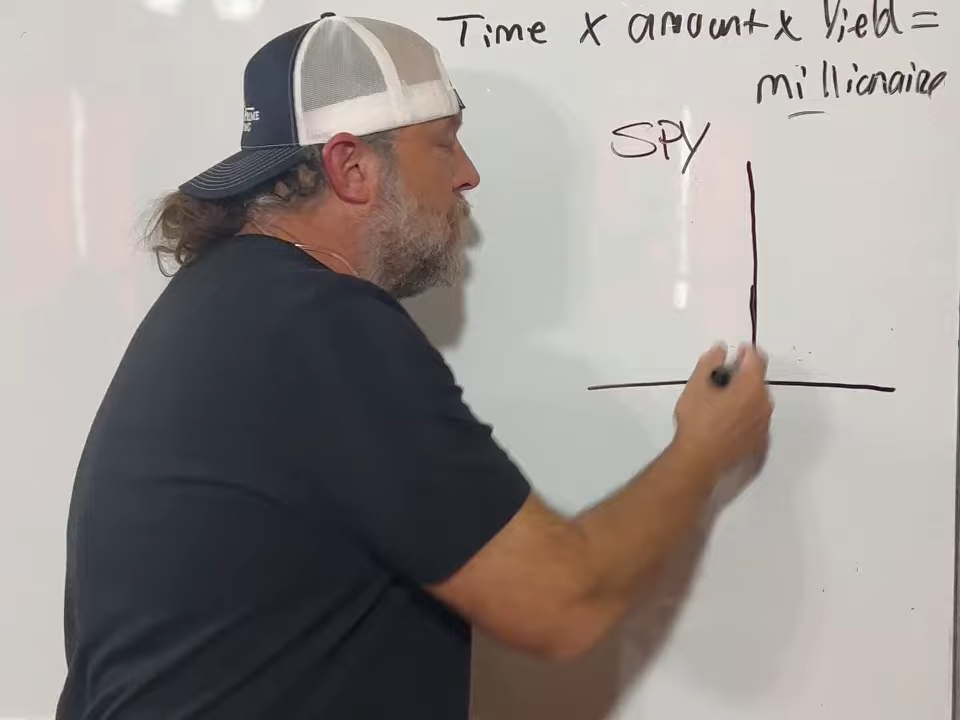 Time x amount x Yield =
millionaire
SPY